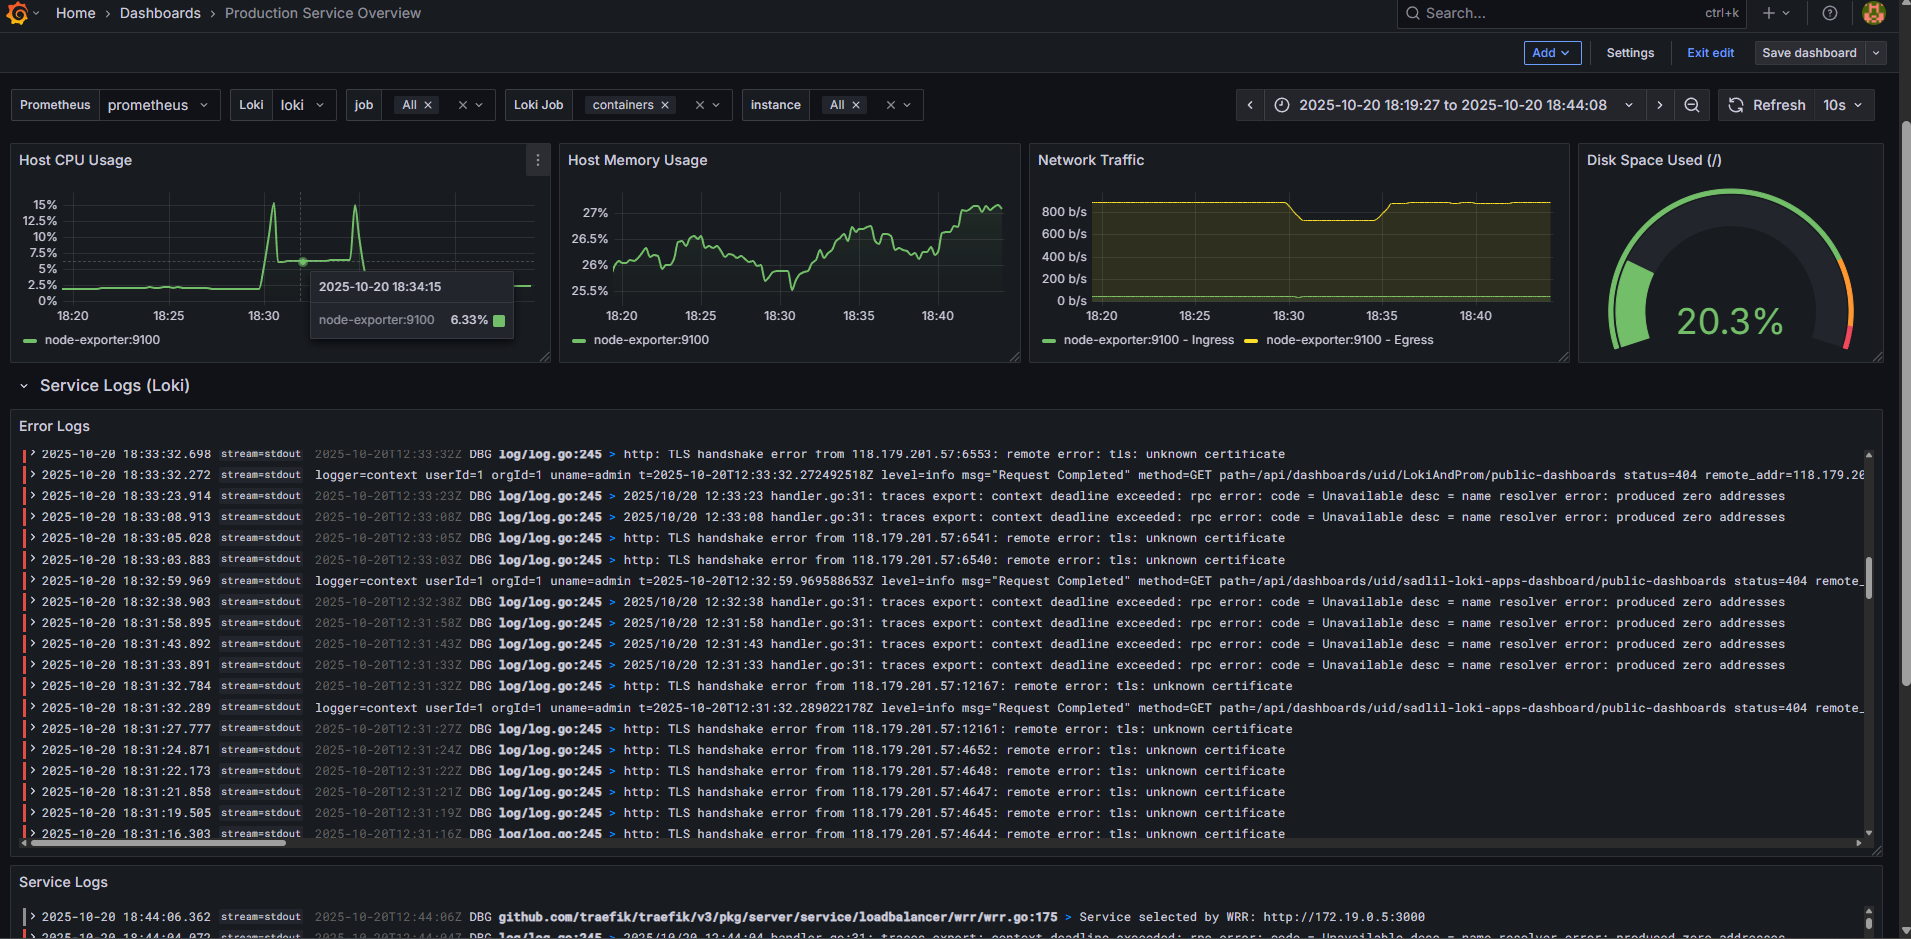 Home › Dashboards › Production Service Overview
Search... ctrl+k
Add Settings Exit edit Save dashboard
Prometheus prometheus Loki loki job All × Loki Job containers × instance All ×
2025-10-20 18:19:27 to 2025-10-20 18:44:08 Refresh 10s
Host CPU Usage
15%
12.5%
10%
7.5%
5%
2.5%
0%
18:20 18:25 18:30
2025-10-20 18:34:15
node-exporter:9100 6.33%
node-exporter:9100
Host Memory Usage
27%
26.5%
26%
25.5%
18:20 18:25 18:30 18:35 18:40
node-exporter:9100
Network Traffic
800 b/s
600 b/s
400 b/s
200 b/s
0 b/s
18:20 18:25 18:30 18:35 18:40
node-exporter:9100 - Ingress node-exporter:9100 - Egress
Disk Space Used (/)
20.3%
Service Logs (Loki)
Error Logs
2025-10-20 18:33:32.698 stream=stdout 2025-10-20T12:33:32Z DBG log/log.go:245 > http: TLS handshake error from 118.179.201.57:6553: remote error: tls: unknown certificate
2025-10-20 18:33:32.272 stream=stdout logger=context userId=1 orgId=1 uname=admin t=2025-10-20T12:33:32.272492518Z level=info msg="Request Completed" method=GET path=/api/dashboards/uid/LokiAndProm/public-dashboards status=404 remote_addr=118.179.20
2025-10-20 18:33:23.914 stream=stdout 2025-10-20T12:33:23Z DBG log/log.go:245 > 2025/10/20 12:33:23 handler.go:31: traces export: context deadline exceeded: rpc error: code = Unavailable desc = name resolver error: produced zero addresses
2025-10-20 18:33:08.913 stream=stdout 2025-10-20T12:33:08Z DBG log/log.go:245 > 2025/10/20 12:33:08 handler.go:31: traces export: context deadline exceeded: rpc error: code = Unavailable desc = name resolver error: produced zero addresses
2025-10-20 18:33:05.028 stream=stdout 2025-10-20T12:33:05Z DBG log/log.go:245 > http: TLS handshake error from 118.179.201.57:6541: remote error: tls: unknown certificate
2025-10-20 18:33:03.883 stream=stdout 2025-10-20T12:33:03Z DBG log/log.go:245 > http: TLS handshake error from 118.179.201.57:6540: remote error: tls: unknown certificate
2025-10-20 18:32:59.969 stream=stdout logger=context userId=1 orgId=1 uname=admin t=2025-10-20T12:32:59.969588653Z level=info msg="Request Completed" method=GET path=/api/dashboards/uid/sadlil-loki-apps-dashboard/public-dashboards status=404 remote_
2025-10-20 18:32:38.903 stream=stdout 2025-10-20T12:32:38Z DBG log/log.go:245 > 2025/10/20 12:32:38 handler.go:31: traces export: context deadline exceeded: rpc error: code = Unavailable desc = name resolver error: produced zero addresses
2025-10-20 18:31:58.895 stream=stdout 2025-10-20T12:31:58Z DBG log/log.go:245 > 2025/10/20 12:31:58 handler.go:31: traces export: context deadline exceeded: rpc error: code = Unavailable desc = name resolver error: produced zero addresses
2025-10-20 18:31:43.892 stream=stdout 2025-10-20T12:31:43Z DBG log/log.go:245 > 2025/10/20 12:31:43 handler.go:31: traces export: context deadline exceeded: rpc error: code = Unavailable desc = name resolver error: produced zero addresses
2025-10-20 18:31:33.891 stream=stdout 2025-10-20T12:31:33Z DBG log/log.go:245 > 2025/10/20 12:31:33 handler.go:31: traces export: context deadline exceeded: rpc error: code = Unavailable desc = name resolver error: produced zero addresses
2025-10-20 18:31:32.784 stream=stdout 2025-10-20T12:31:32Z DBG log/log.go:245 > http: TLS handshake error from 118.179.201.57:12167: remote error: tls: unknown certificate
2025-10-20 18:31:32.289 stream=stdout logger=context userId=1 orgId=1 uname=admin t=2025-10-20T12:31:32.289022178Z level=info msg="Request Completed" method=GET path=/api/dashboards/uid/sadlil-loki-apps-dashboard/public-dashboards status=404 remote_
2025-10-20 18:31:27.777 stream=stdout 2025-10-20T12:31:27Z DBG log/log.go:245 > http: TLS handshake error from 118.179.201.57:12161: remote error: tls: unknown certificate
2025-10-20 18:31:24.871 stream=stdout 2025-10-20T12:31:24Z DBG log/log.go:245 > http: TLS handshake error from 118.179.201.57:4652: remote error: tls: unknown certificate
2025-10-20 18:31:22.173 stream=stdout 2025-10-20T12:31:22Z DBG log/log.go:245 > http: TLS handshake error from 118.179.201.57:4648: remote error: tls: unknown certificate
2025-10-20 18:31:21.858 stream=stdout 2025-10-20T12:31:21Z DBG log/log.go:245 > http: TLS handshake error from 118.179.201.57:4647: remote error: tls: unknown certificate
2025-10-20 18:31:19.505 stream=stdout 2025-10-20T12:31:19Z DBG log/log.go:245 > http: TLS handshake error from 118.179.201.57:4645: remote error: tls: unknown certificate
2025-10-20 18:31:16.303 stream=stdout 2025-10-20T12:31:16Z DBG log/log.go:245 > http: TLS handshake error from 118.179.201.57:4644: remote error: tls: unknown certificate
Service Logs
2025-10-20 18:44:06.362 stream=stdout 2025-10-20T12:44:06Z DBG github.com/traefik/traefik/v3/pkg/server/service/loadbalancer/wrr/wrr.go:175 > Service selected by WRR: http://172.19.0.5:3000